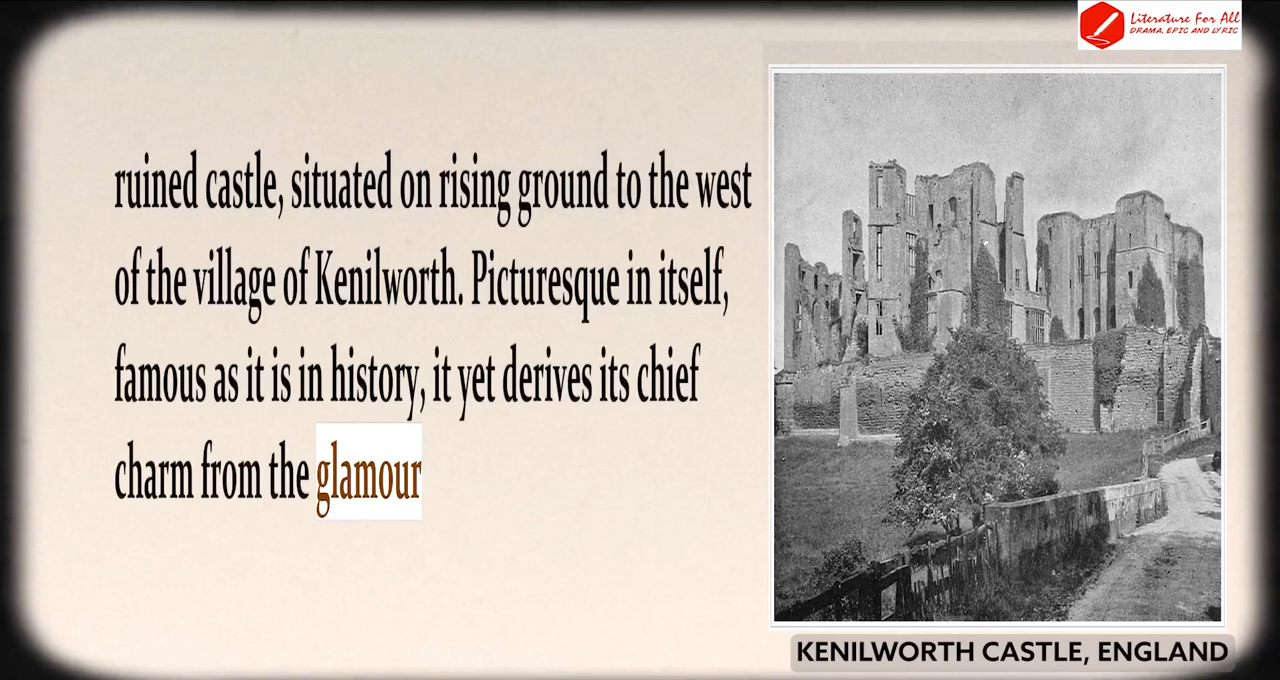 Literature For All
DRAMA, EPIC AND LYRIC
ruined castle, situated on rising ground to the west
of the village of Kenilworth. Picturesque in itself,
famous as it is in history, it yet derives its chief
charm from the glamour
KENILWORTH CASTLE, ENGLAND